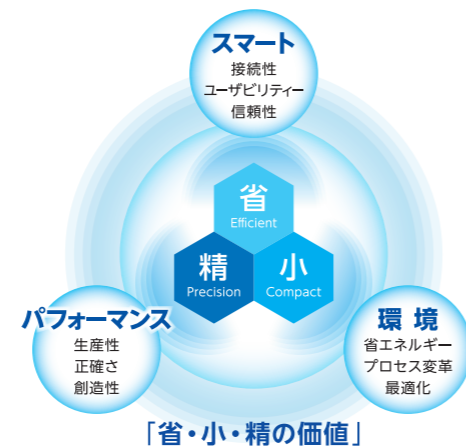 スマート
接続性
ユーザビリティー
信頼性
省
Efficient
精
Precision
小
Compact
パフォーマンス
生産性
正確さ
創造性
環境
省エネルギー
プロセス変革
最適化
「省・小・精の価値」